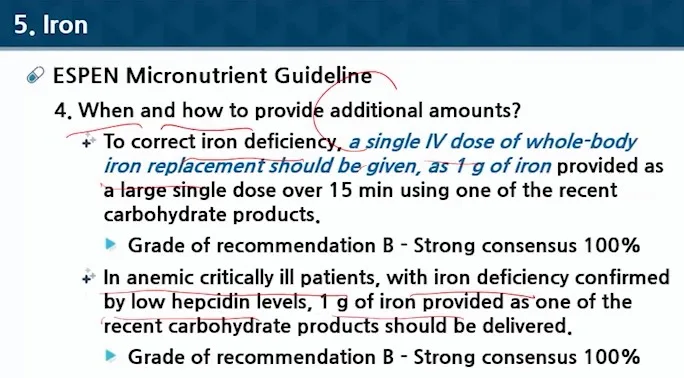 5. Iron
ESPEN Micronutrient Guideline
4. When and how to provide additional amounts?
To correct iron deficiency, a single IV dose of whole-body
iron replacement should be given, as 1 g of iron provided as
a large single dose over 15 min using one of the recent
carbohydrate products.
Grade of recommendation B - Strong consensus 100%
In anemic critically ill patients, with iron deficiency confirmed
by low hepcidin levels, 1 g of iron provided as one of the
recent carbohydrate products should be delivered.
Grade of recommendation B - Strong consensus 100%